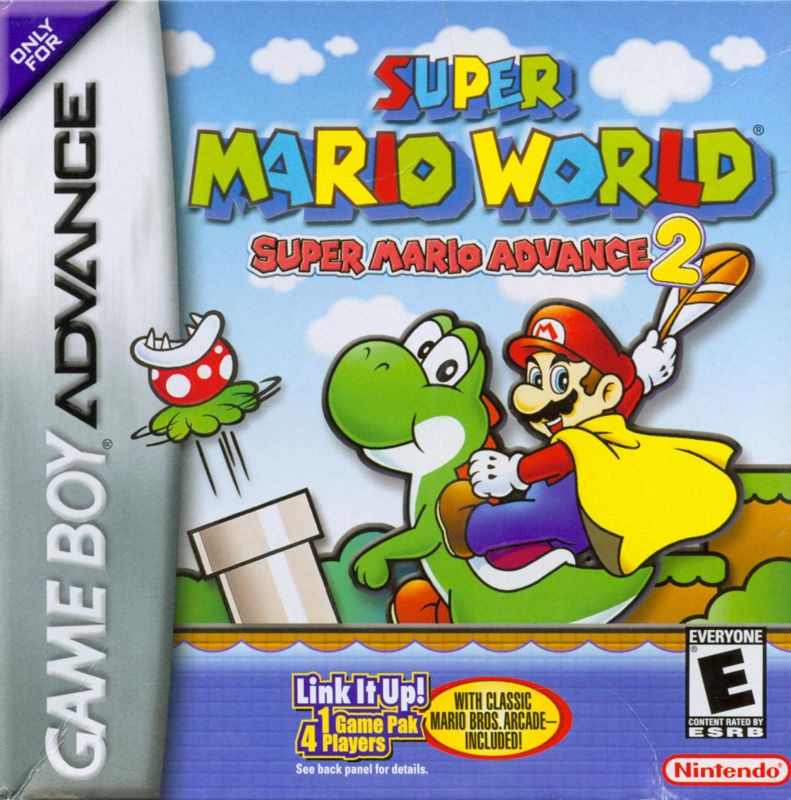 ONLY
FOR
GAME BOY ADVANCE
®
SUPER
MARIO WORLD®
SUPER MARIO ADVANCE 2
M
Link It Up!
1 Game Pak
4 Players
See back panel for details.
WITH CLASSIC
MARIO BROS. ARCADE—
INCLUDED!
EVERYONE
®
E
CONTENT RATED BY
ESRB
Nintendo®